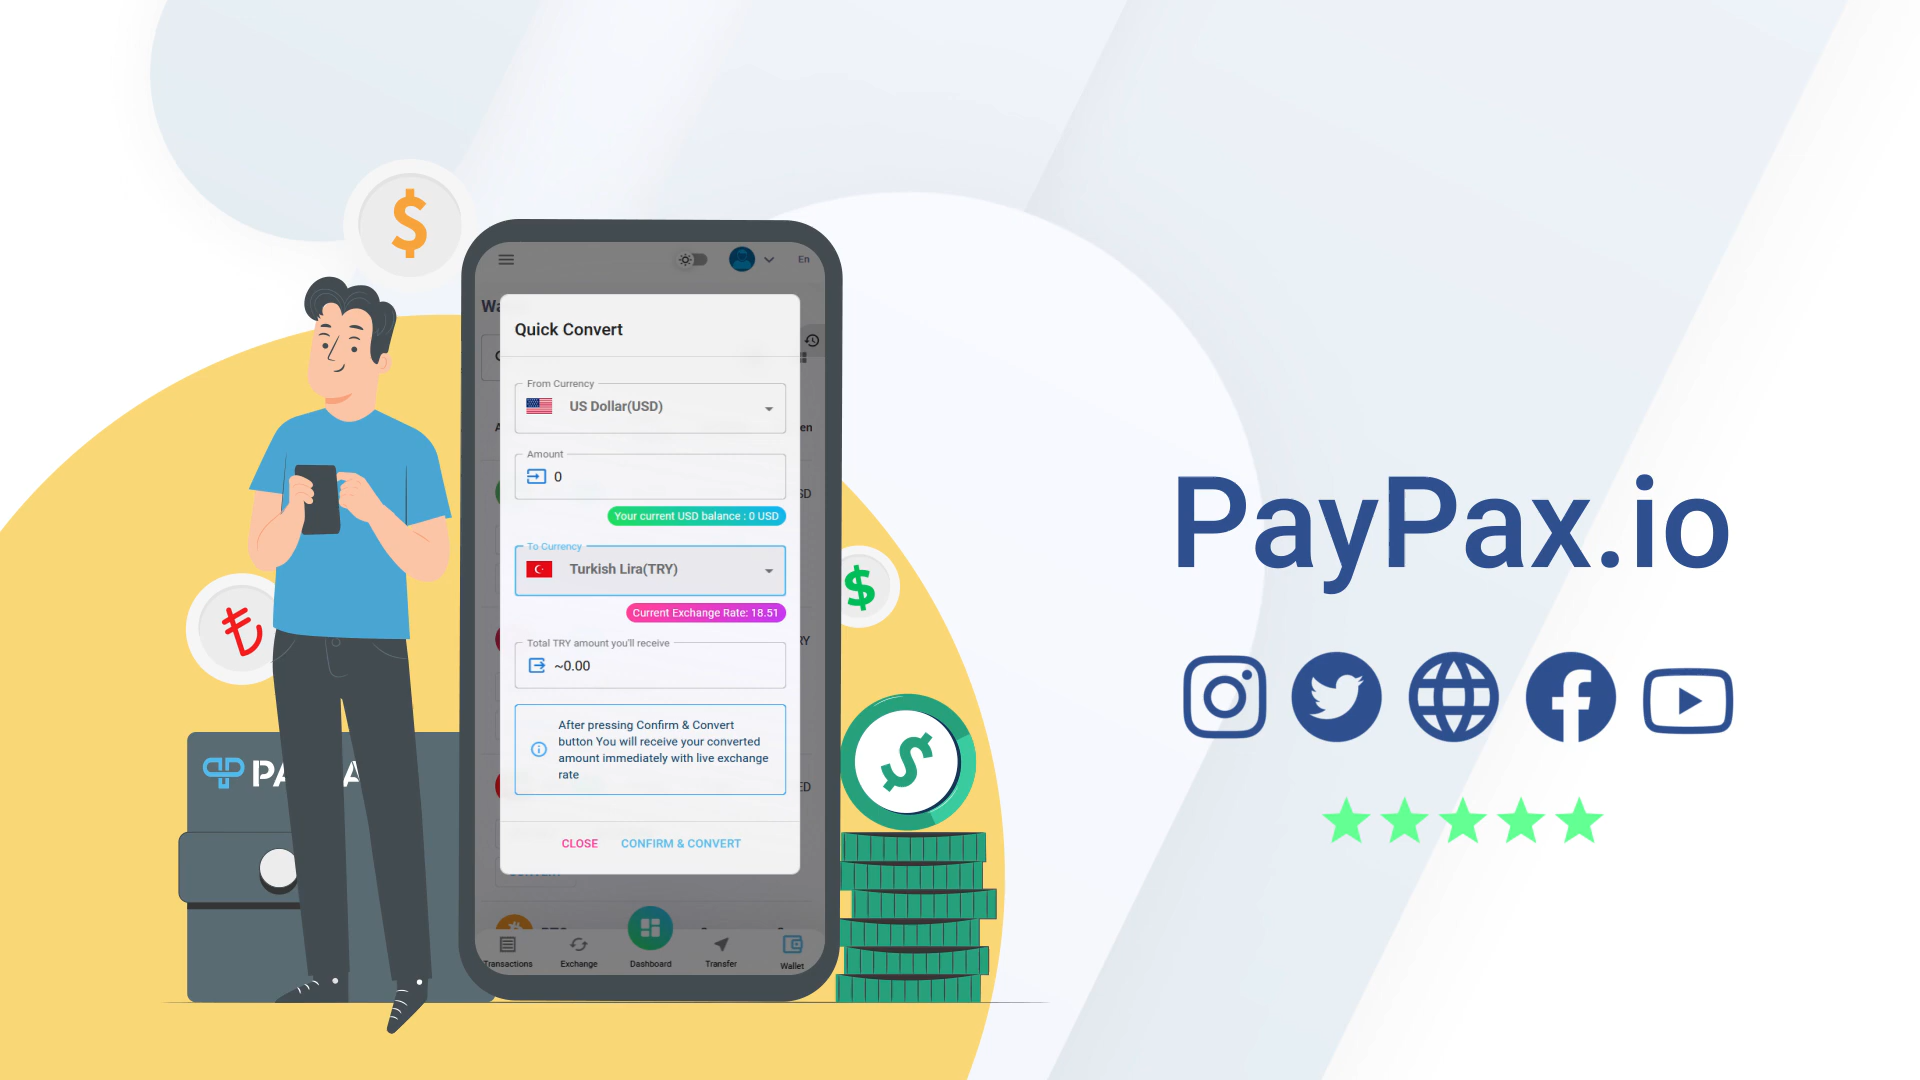 En
Quick Convert
From Currency
US Dollar(USD)
Amount
0
Your current USD balance : 0 USD
To Currency
Turkish Lira(TRY)
Current Exchange Rate: 18.51
Total TRY amount you'll receive
~0.00
After pressing Confirm & Convert
button You will receive your converted
amount immediately with live exchange
rate
CLOSE CONFIRM & CONVERT
Transactions Exchange Dashboard Transfer Wallet
PayPax.io